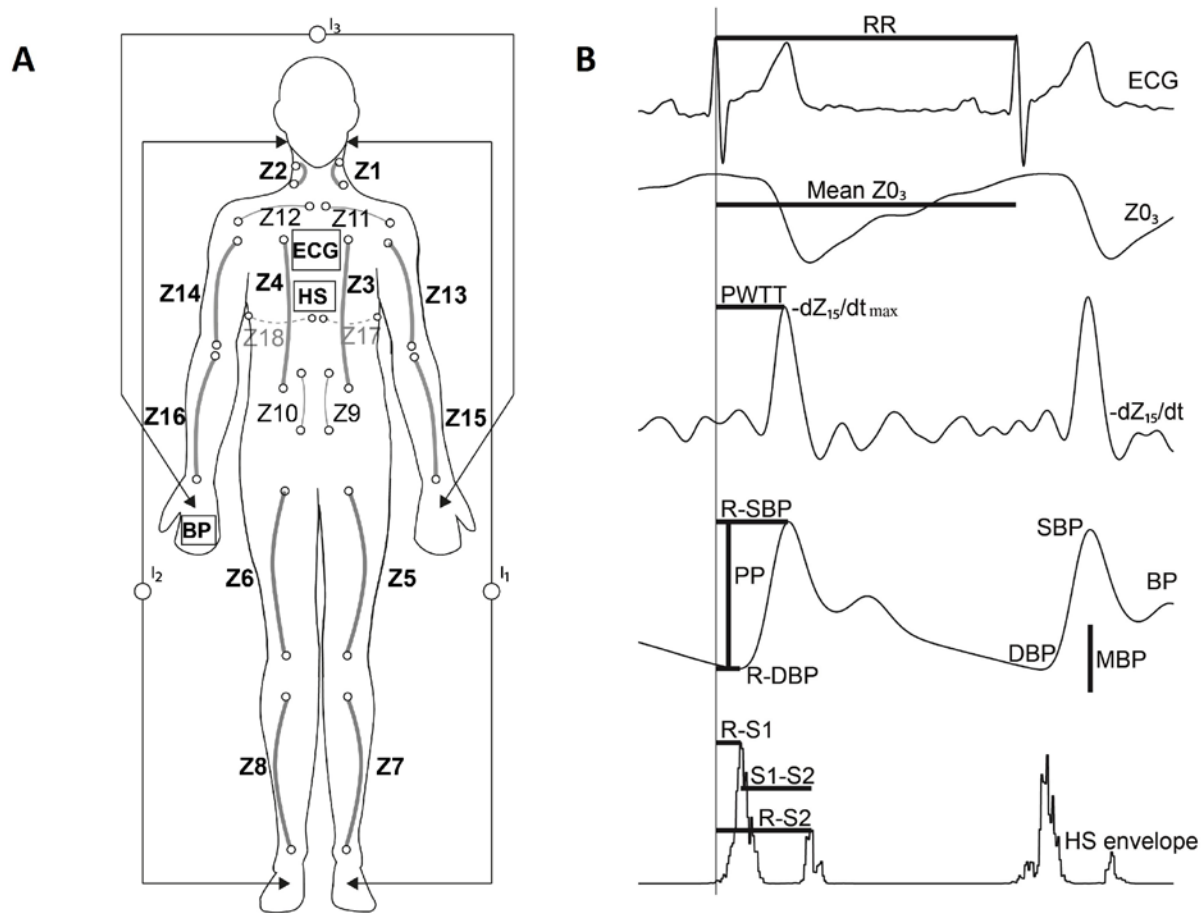 A
I₃
Z2
Z1
Z12
Z11
ECG
Z14
Z4
Z3
Z13
HS
Z18
Z17
Z16
Z10
Z9
Z15
BP
I₂
Z6
Z5
I₁
Z8
Z7
B
RR
ECG
Mean Z0₃
Z0₃
PWTT
-dZ₁₅/dt max
-dZ₁₅/dt
R-SBP
SBP
PP
BP
DBP
MBP
R-DBP
R-S1
S1-S2
R-S2
HS envelope